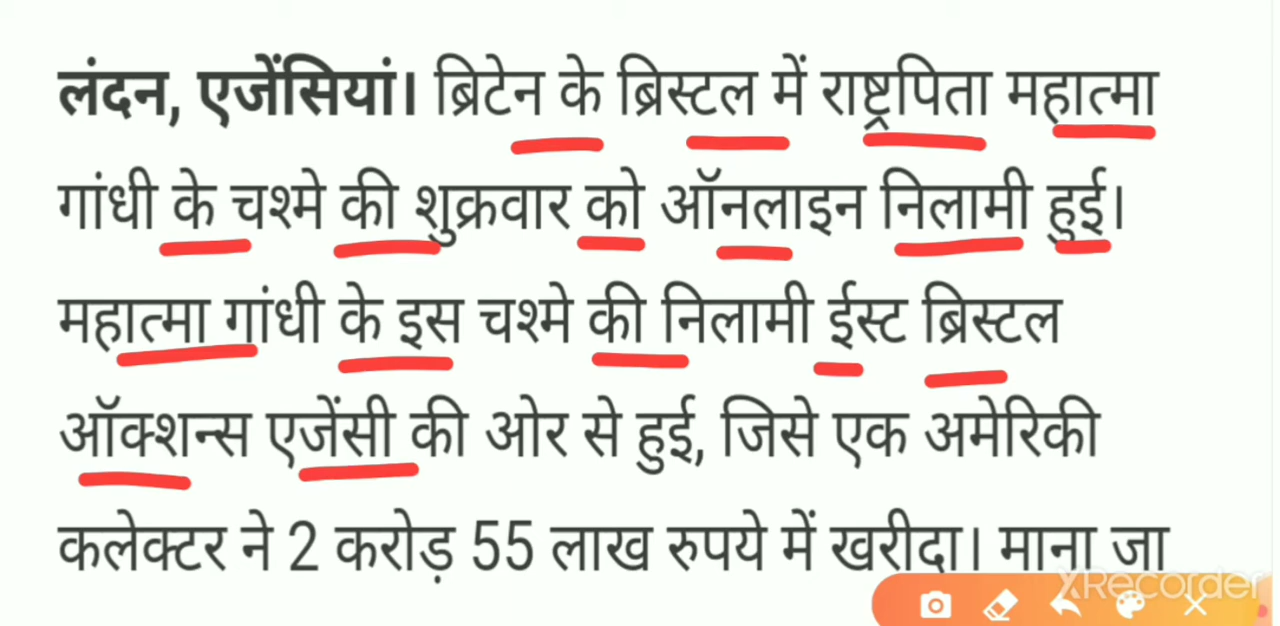 लंदन, एजेंसियां। ब्रिटेन के ब्रिस्टल में राष्ट्रपिता महात्मा
गांधी के चश्मे की शुक्रवार को ऑनलाइन निलामी हुई।
महात्मा गांधी के इस चश्मे की निलामी ईस्ट ब्रिस्टल
ऑक्शन्स एजेंसी की ओर से हुई, जिसे एक अमेरिकी
कलेक्टर ने 2 करोड़ 55 लाख रुपये में खरीदा। माना जा
XRecorder